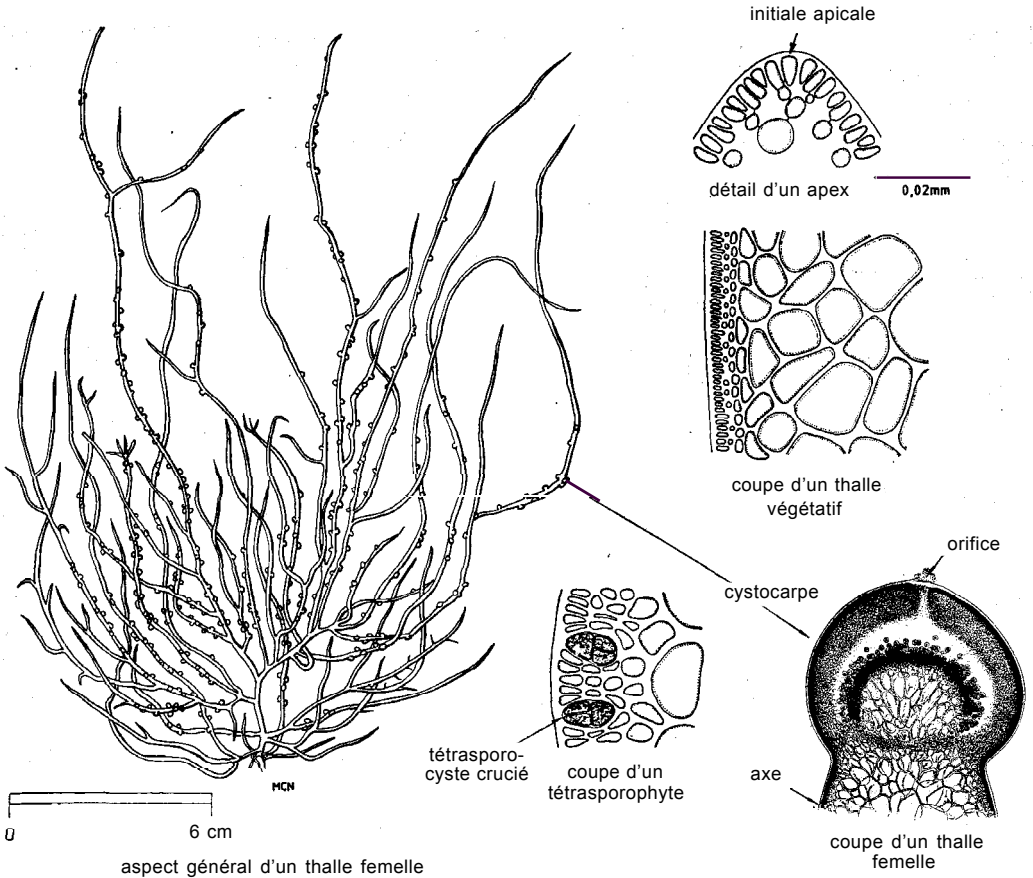 initiale apicale
détail d'un apex
0,02mm
coupe d'un thalle
végétatif
orifice
cystocarpe
tétrasporo-
cyste crucié
coupe d'un
tétrasporophyte
axe
coupe d'un thalle
femelle
MCN
0
6 cm
aspect général d'un thalle femelle